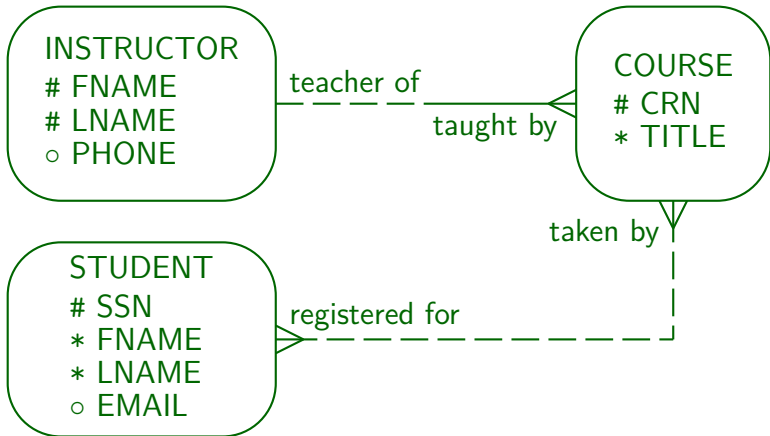 INSTRUCTOR
# FNAME
# LNAME
○ PHONE
teacher of
taught by
COURSE
# CRN
* TITLE
taken by
STUDENT
# SSN
* FNAME
* LNAME
○ EMAIL
registered for